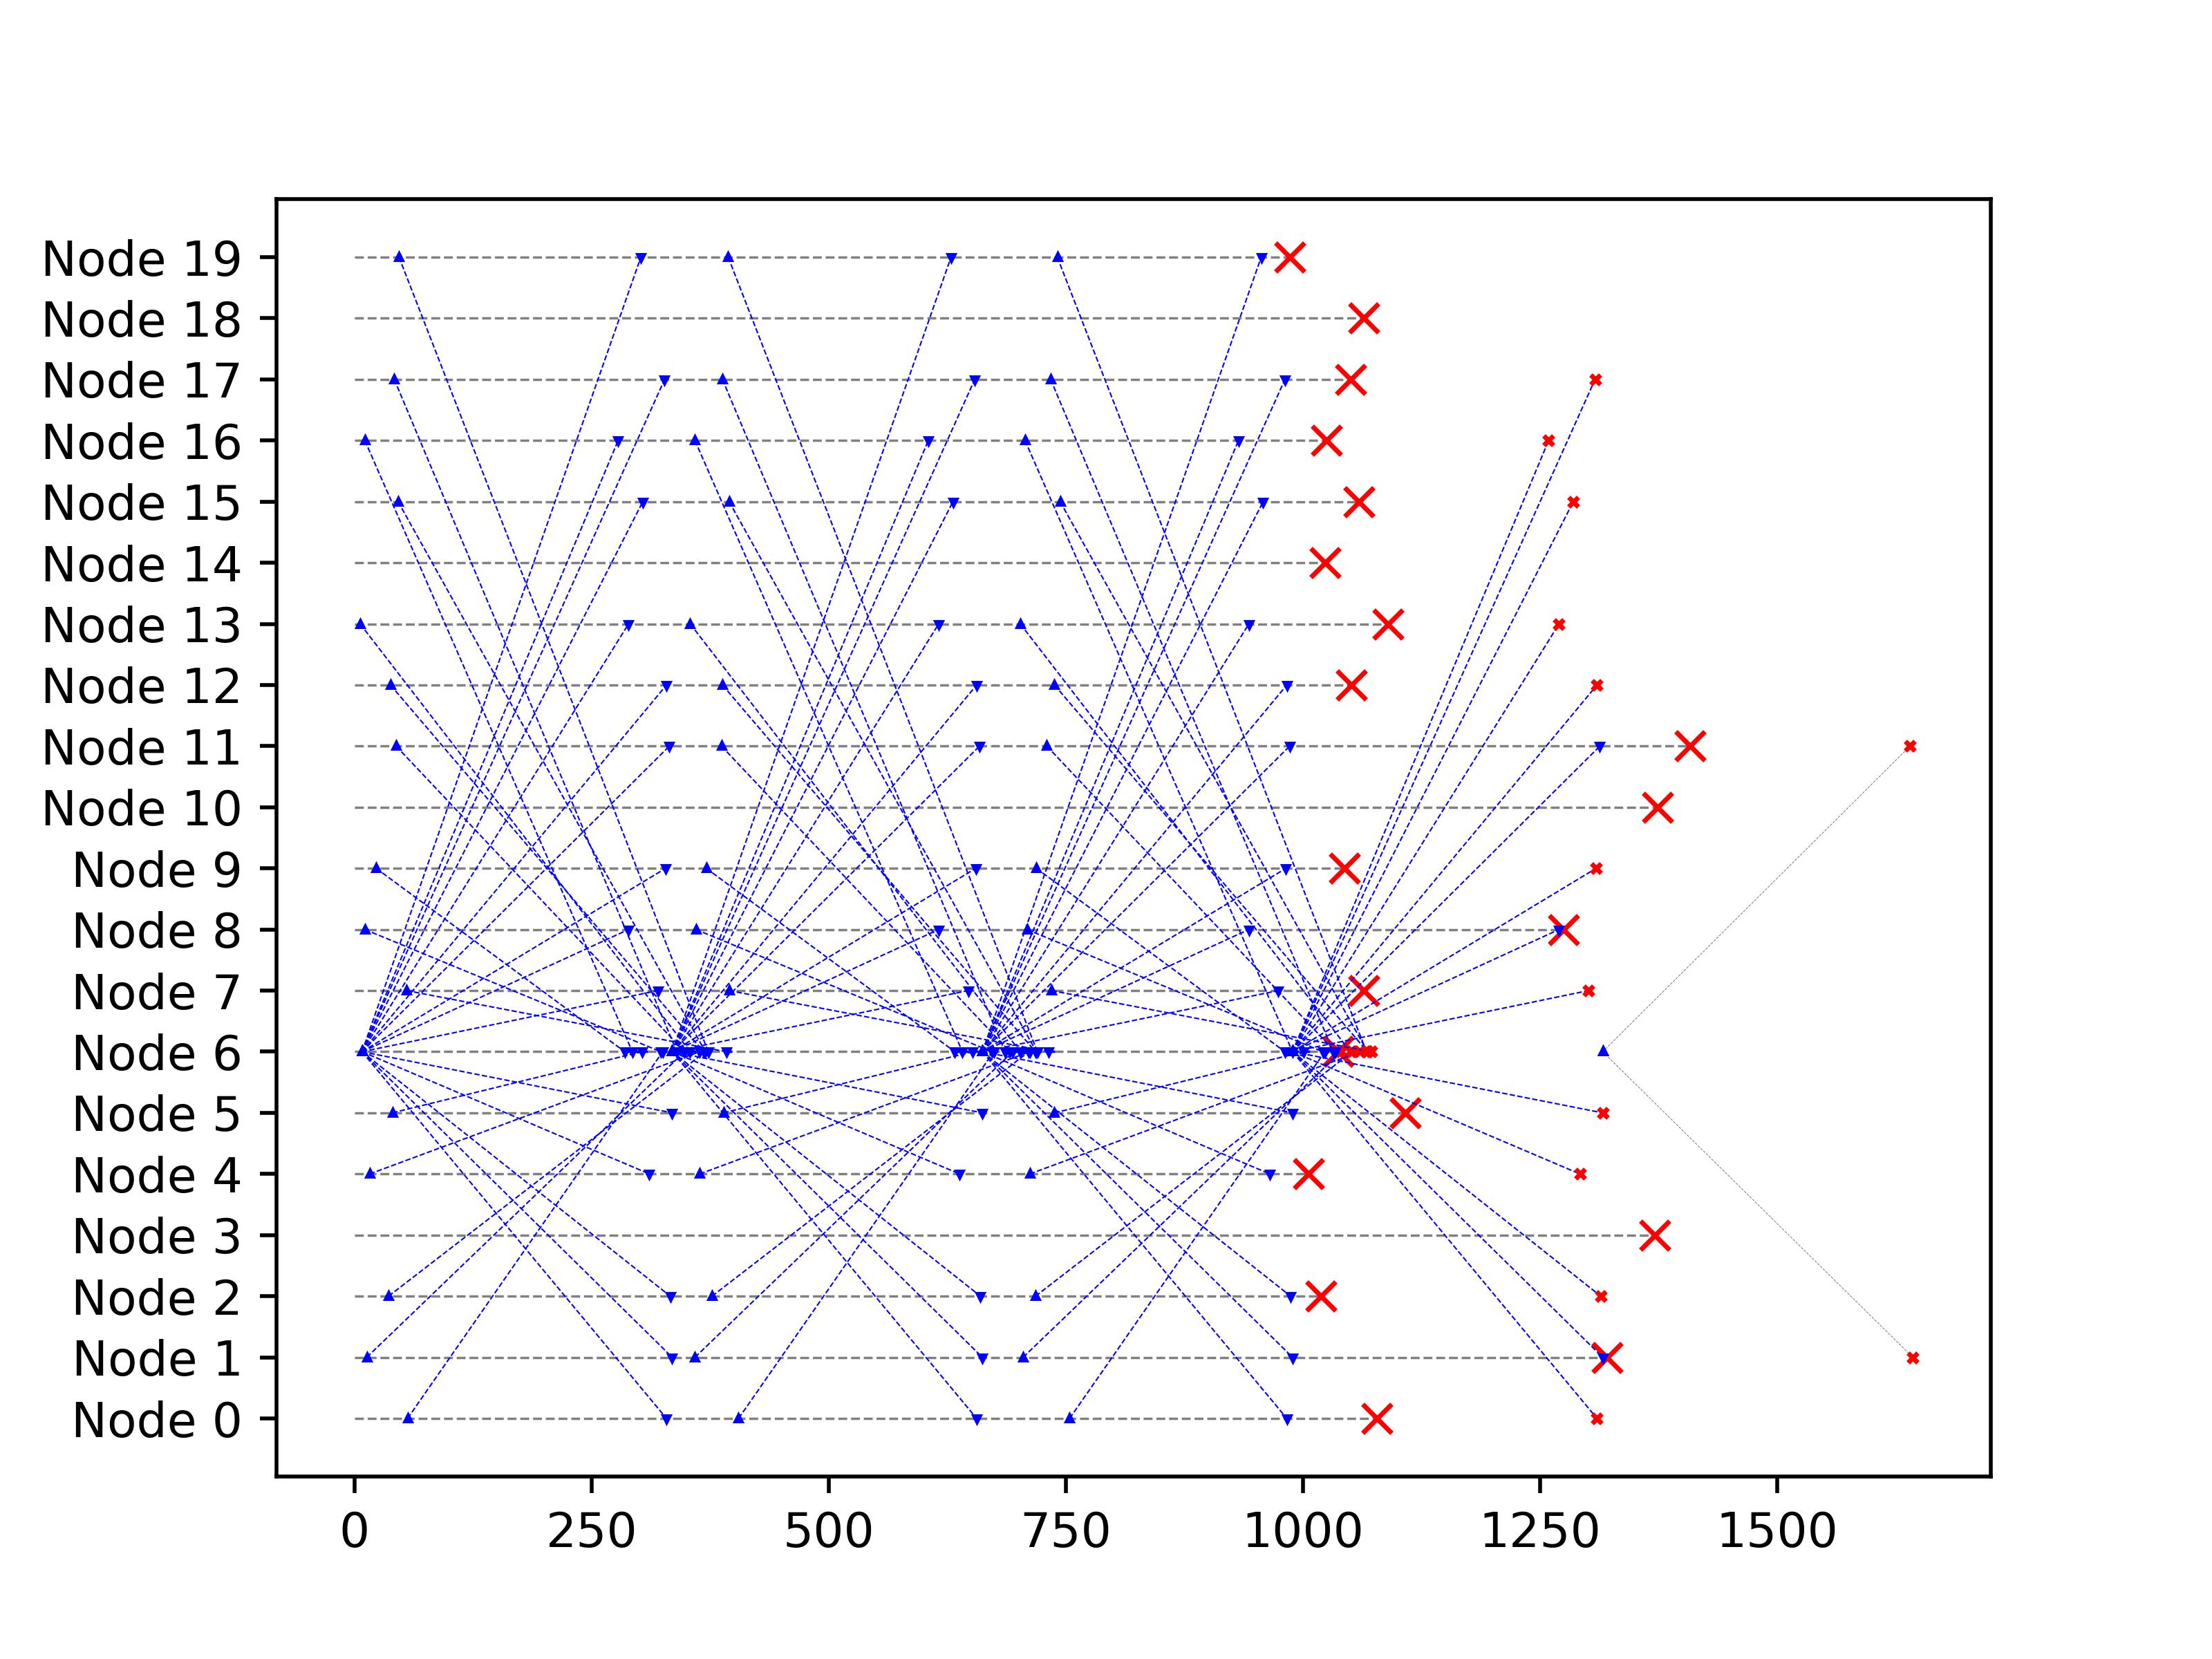 Node 19
Node 18
Node 17
Node 16
Node 15
Node 14
Node 13
Node 12
Node 11
Node 10
Node 9
Node 8
Node 7
Node 6
Node 5
Node 4
Node 3
Node 2
Node 1
Node 0
0 250 500 750 1000 1250 1500